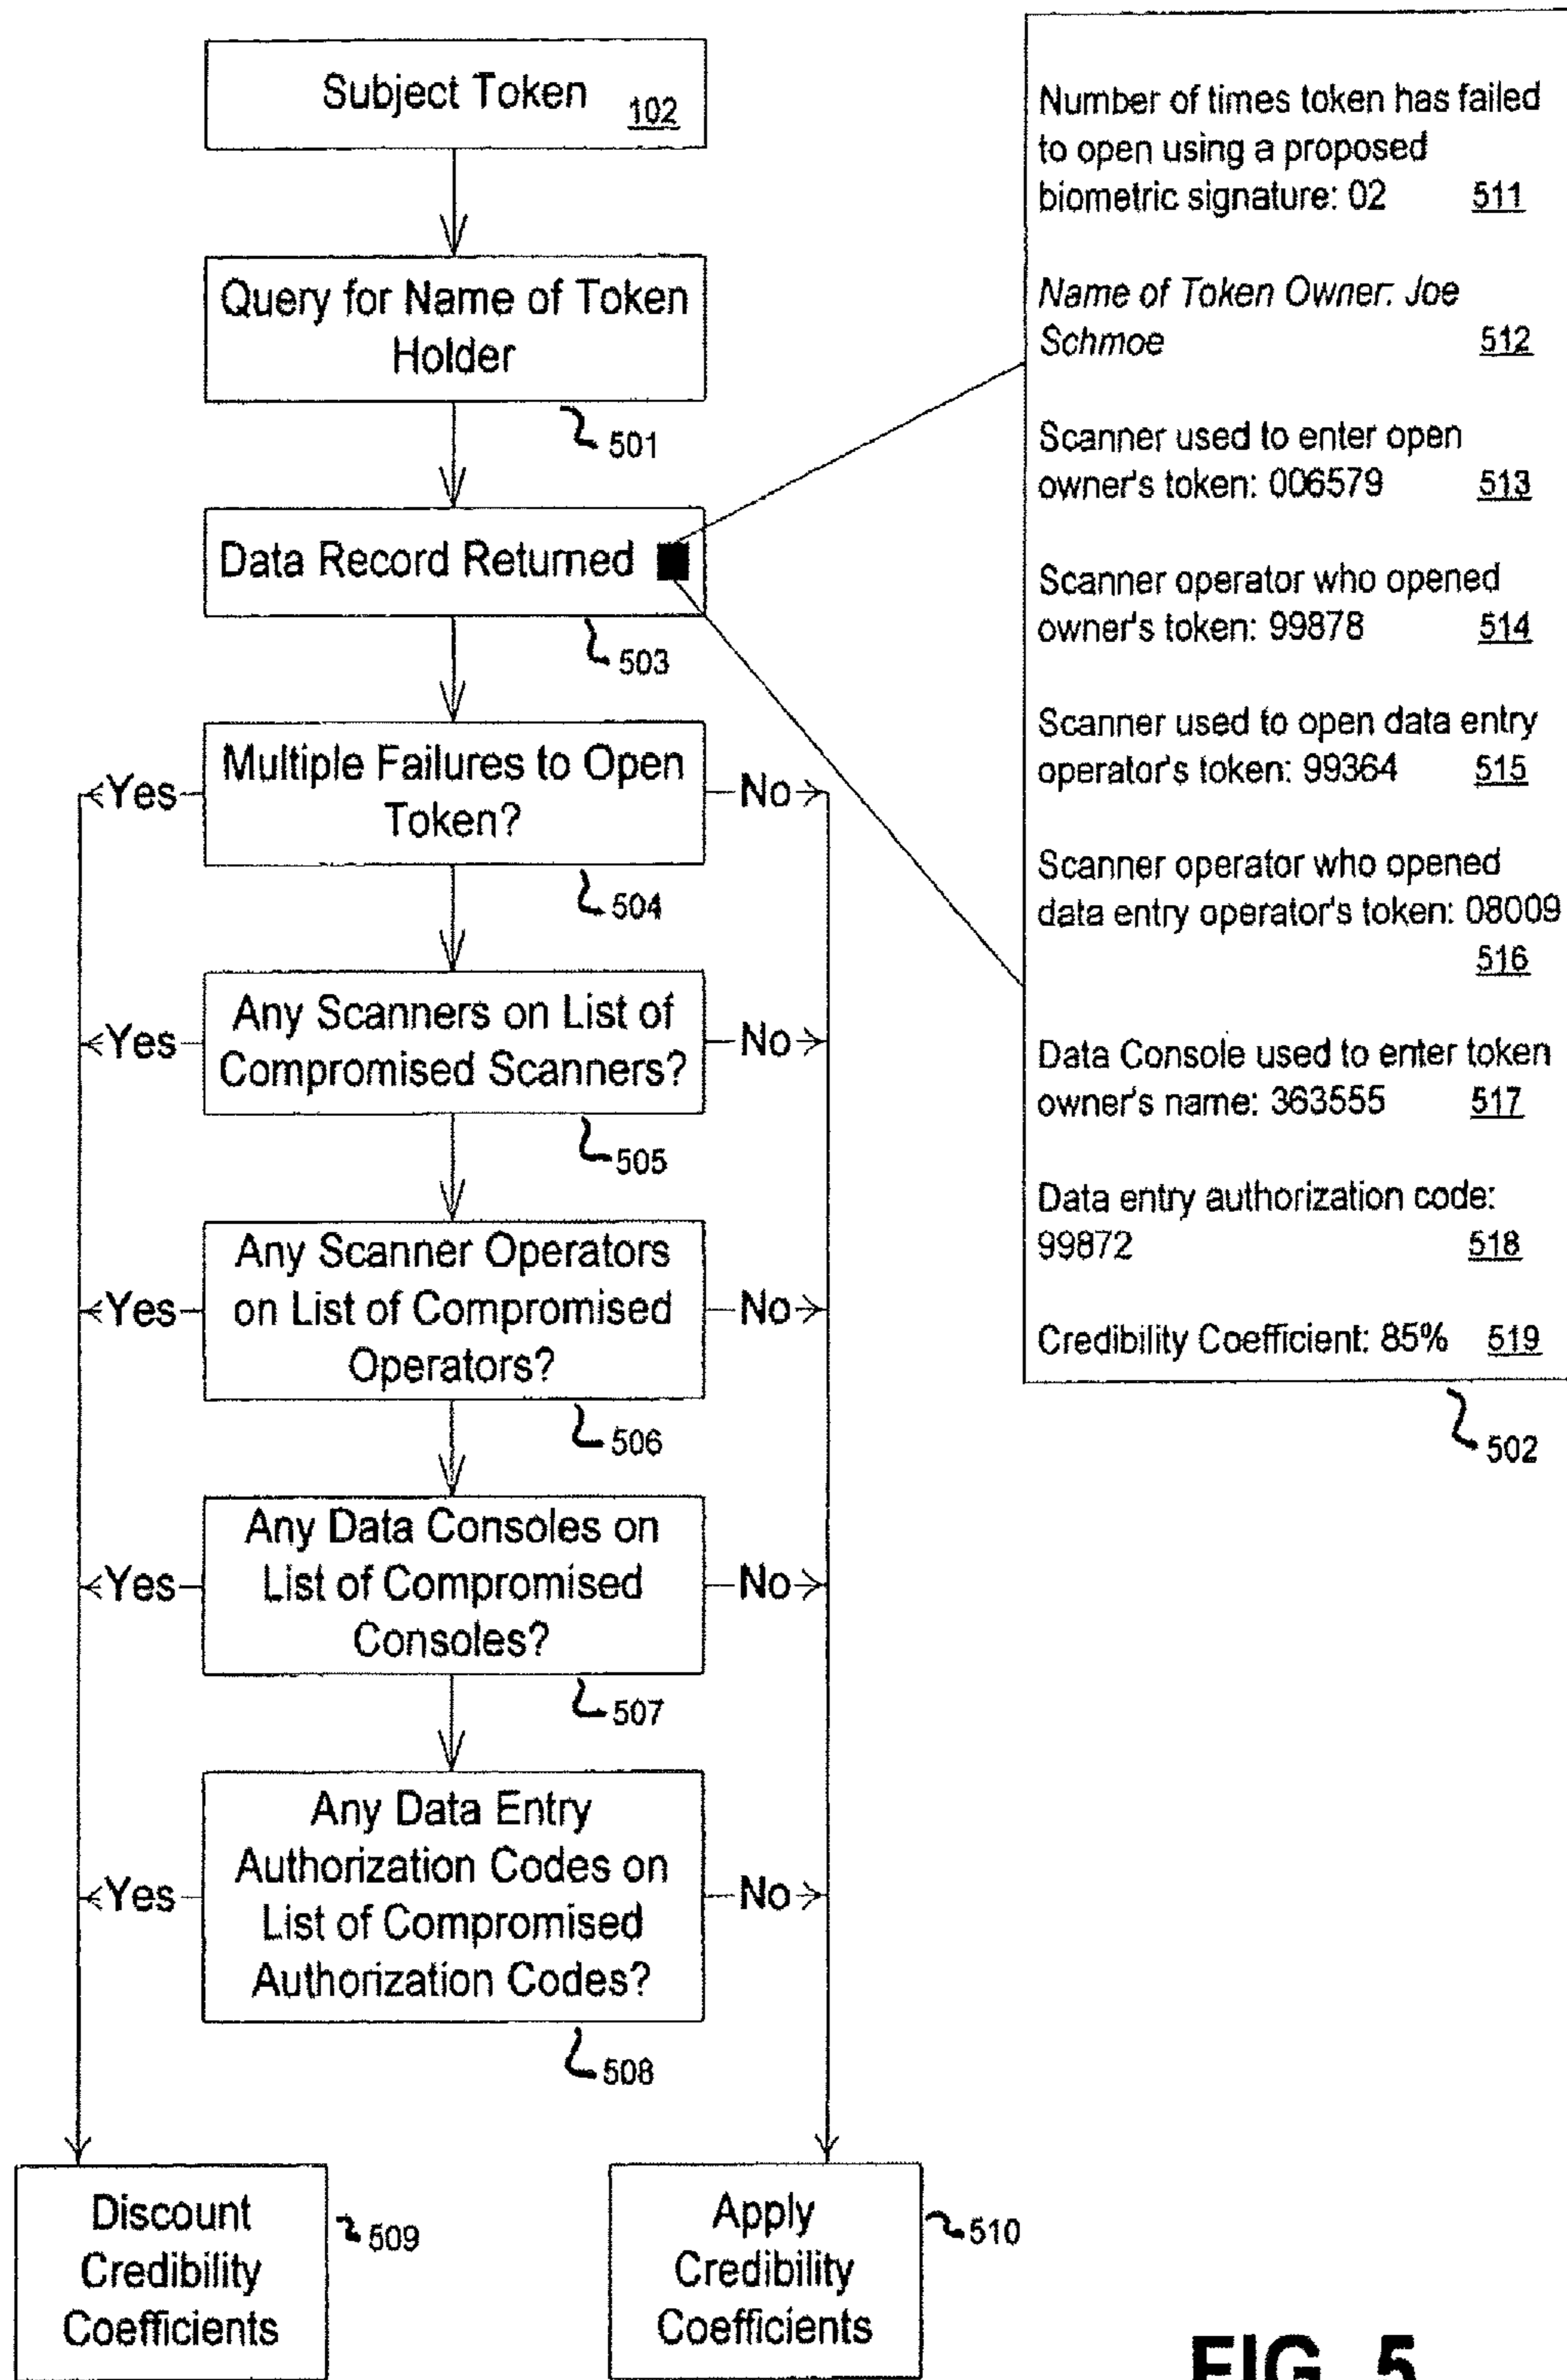 Subject Token 102
Query for Name of Token
Holder
501
Data Record Returned
503
Multiple Failures to Open
Token?
Yes
No
504
Any Scanners on List of
Compromised Scanners?
Yes
No
505
Any Scanner Operators
on List of Compromised
Operators?
Yes
No
506
Any Data Consoles on
List of Compromised
Consoles?
Yes
No
507
Any Data Entry
Authorization Codes on
List of Compromised
Authorization Codes?
Yes
No
508
Discount
Credibility
Coefficients
509
Apply
Credibility
Coefficients
510
Number of times token has failed
to open using a proposed
biometric signature: 02 511
Name of Token Owner: Joe
Schmoe 512
Scanner used to enter open
owner's token: 006579 513
Scanner operator who opened
owner's token: 99878 514
Scanner used to open data entry
operator's token: 99364 515
Scanner operator who opened
data entry operator's token: 08009
516
Data Console used to enter token
owner's name: 363555 517
Data entry authorization code:
99872 518
Credibility Coefficient: 85% 519
502
FIG. 5